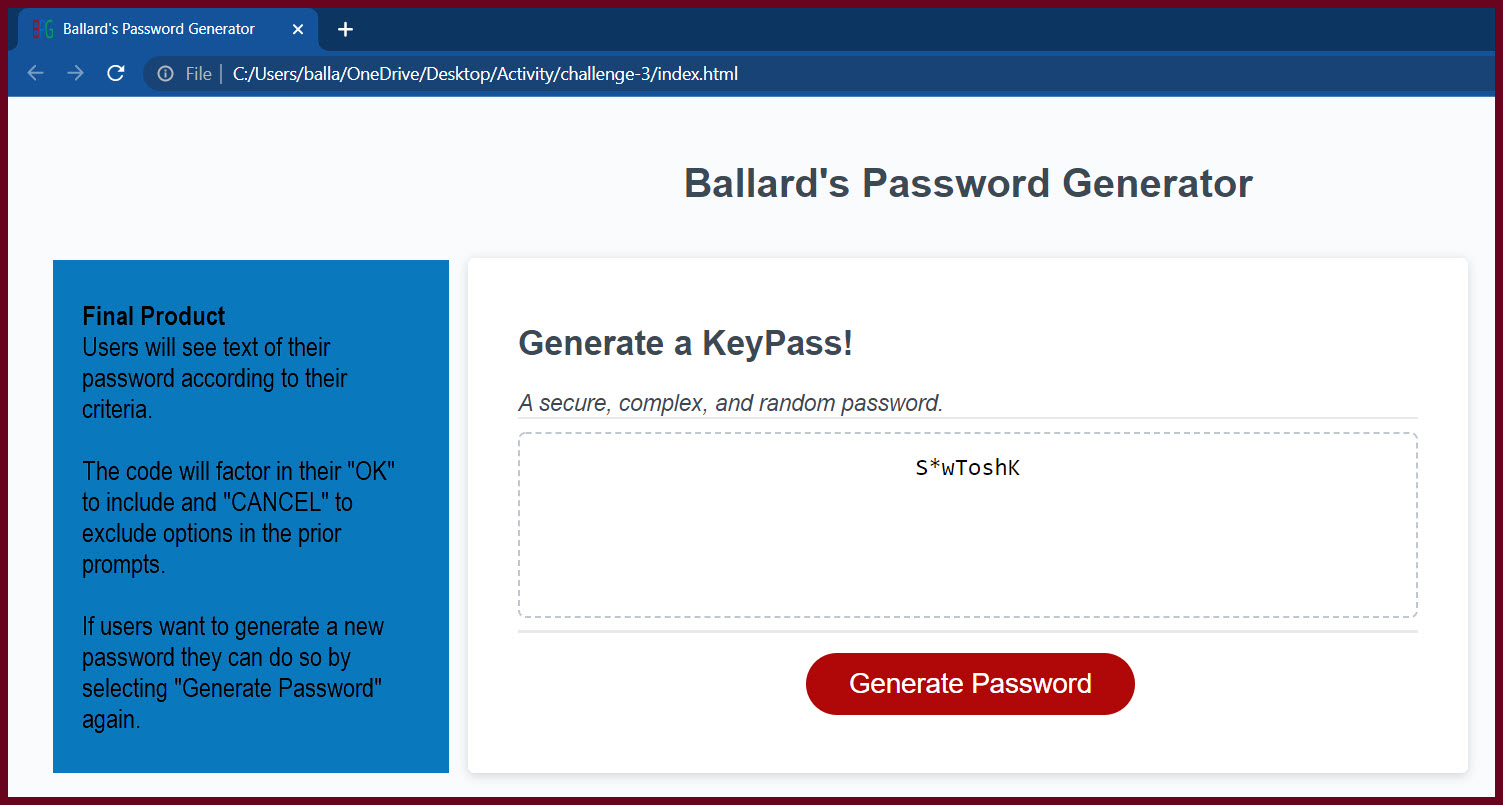 BPG Ballard's Password Generator
File | C:/Users/balla/OneDrive/Desktop/Activity/challenge-3/index.html
Ballard's Password Generator
Final Product
Users will see text of their
password according to their
criteria.
The code will factor in their "OK"
to include and "CANCEL" to
exclude options in the prior
prompts.
If users want to generate a new
password they can do so by
selecting "Generate Password"
again.
Generate a KeyPass!
A secure, complex, and random password.
S*wToshK
Generate Password